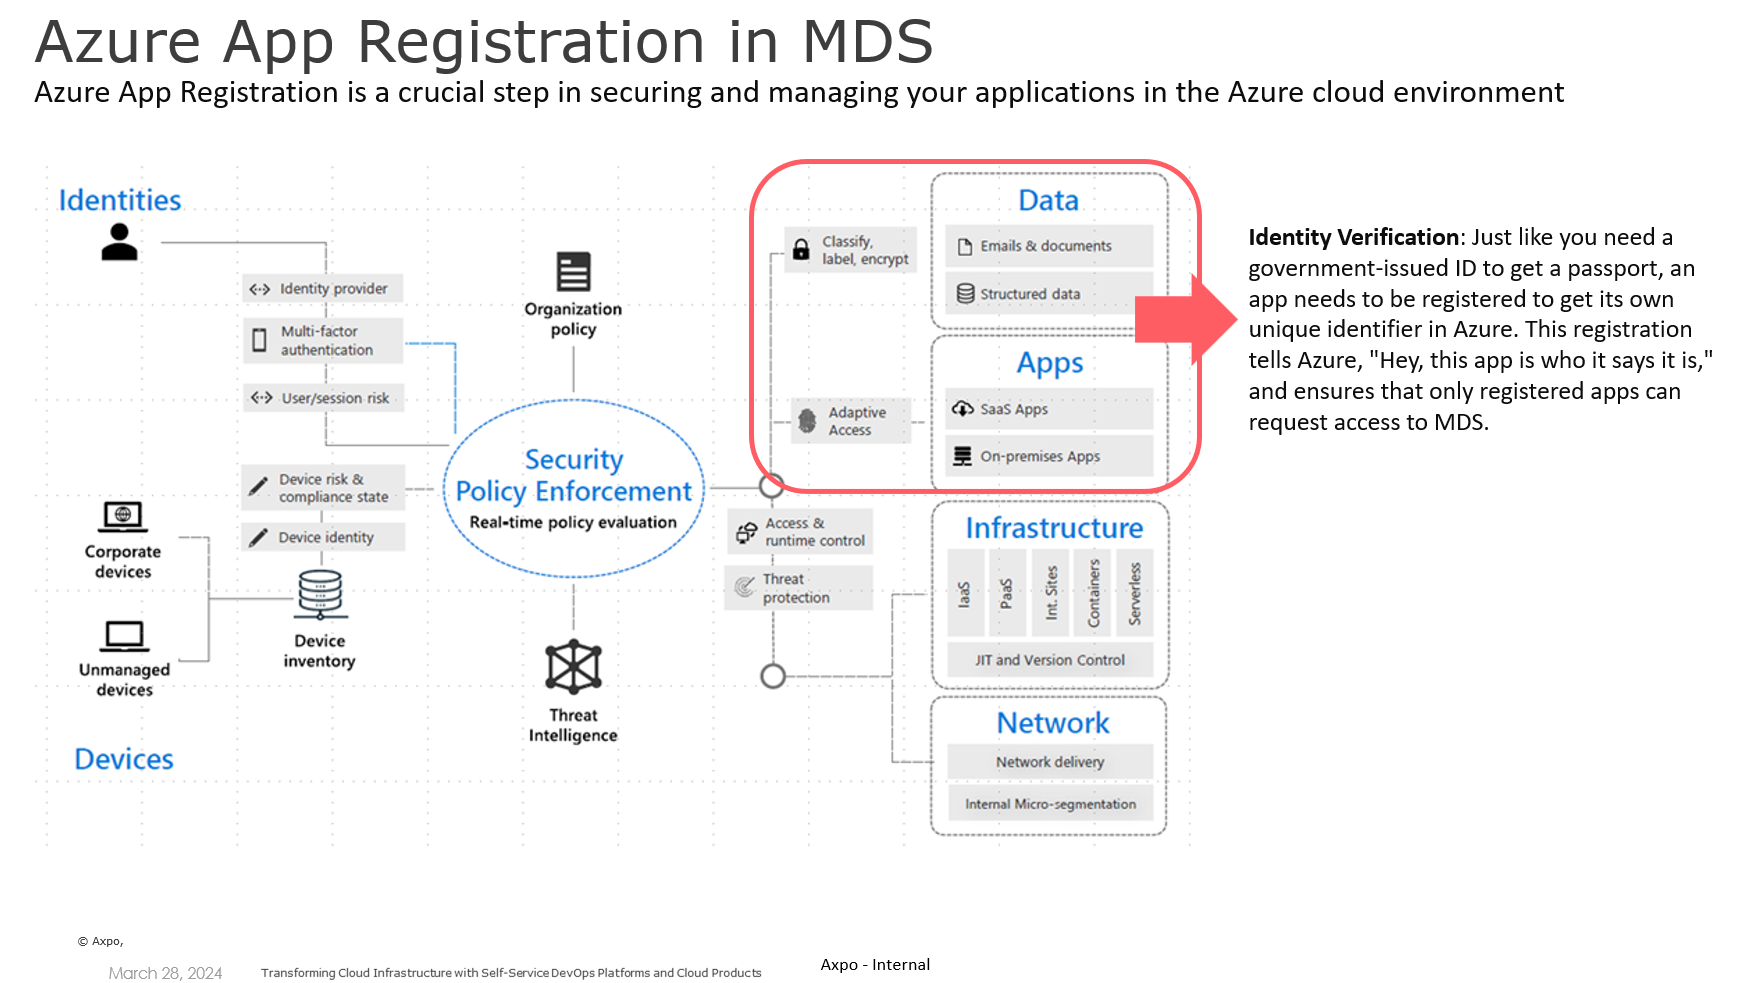 Azure App Registration in MDS
Azure App Registration is a crucial step in securing and managing your applications in the Azure cloud environment
Identities
Identity provider
Multi-factor
authentication
User/session risk
Device risk &
compliance state
Device identity
Corporate
devices
Unmanaged
devices
Device
inventory
Devices
Organization
policy
Security
Policy Enforcement
Real-time policy evaluation
Threat
Intelligence
Classify,
label, encrypt
Adaptive
Access
Access &
runtime control
Threat
protection
Data
Emails & documents
Structured data
Apps
SaaS Apps
On-premises Apps
Infrastructure
IaaS
PaaS
Int. Sites
Containers
Serverless
JIT and Version Control
Network
Network delivery
Internal Micro-segmentation
Identity Verification: Just like you need a
government-issued ID to get a passport, an
app needs to be registered to get its own
unique identifier in Azure. This registration
tells Azure, "Hey, this app is who it says it is,"
and ensures that only registered apps can
request access to MDS.
© Axpo,
March 28, 2024
Transforming Cloud Infrastructure with Self-Service DevOps Platforms and Cloud Products
Axpo - Internal